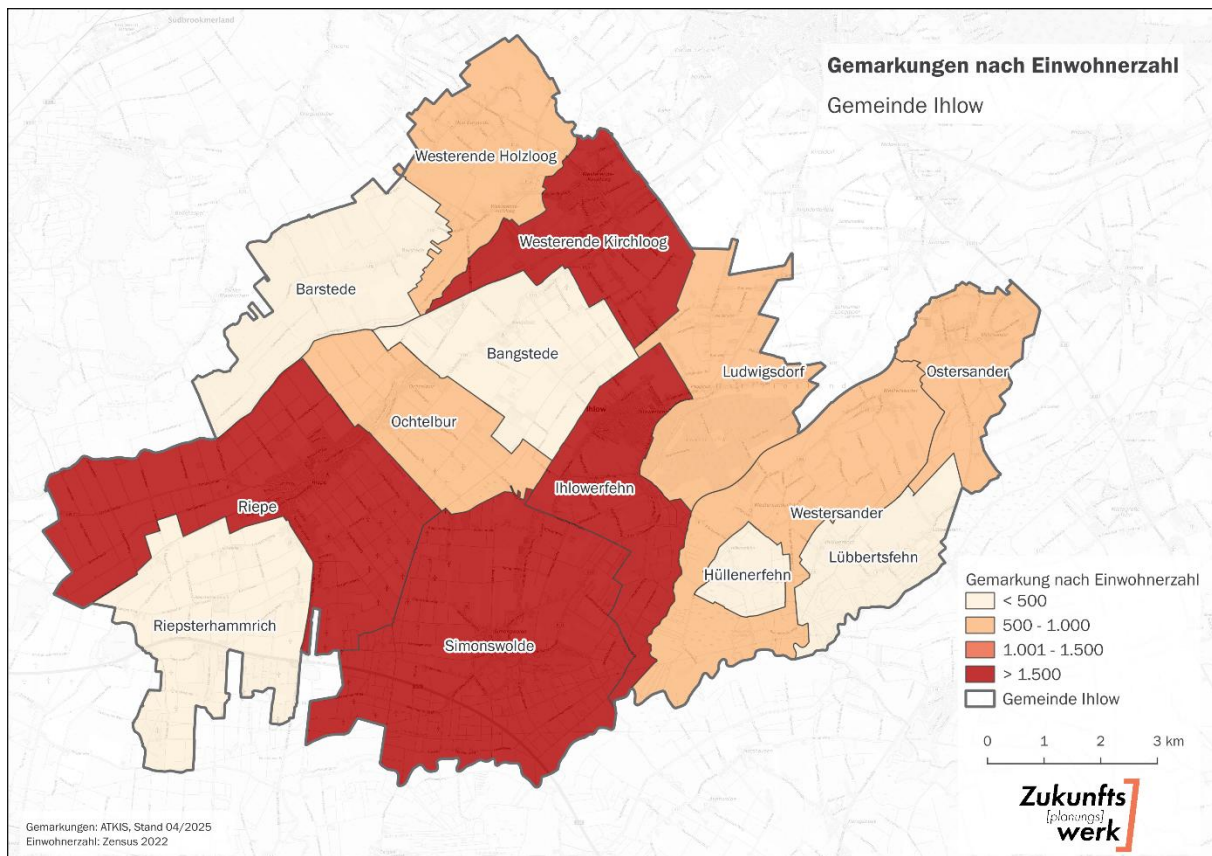 Gemarkungen nach Einwohnerzahl
Gemeinde Ihlow
Südbrookmerland
Westerende Holzloog
Westerende Kirchloog
Barstede
Bangstede
Ludwigsdorf
Ostersander
Ochtelbur
Ihlow
Ihlowerfehn
Riepe
Westersander
Lübbertsfehn
Hüllenerfehn
Riepsterhammrich
Simonswolde
Gemarkung nach Einwohnerzahl
< 500
500 - 1.000
1.001 - 1.500
> 1.500
Gemeinde Ihlow
0 1 2 3 km
Zukunfts
[planungs]
werk
Gemarkungen: ATKIS, Stand 04/2025
Einwohnerzahl: Zensus 2022